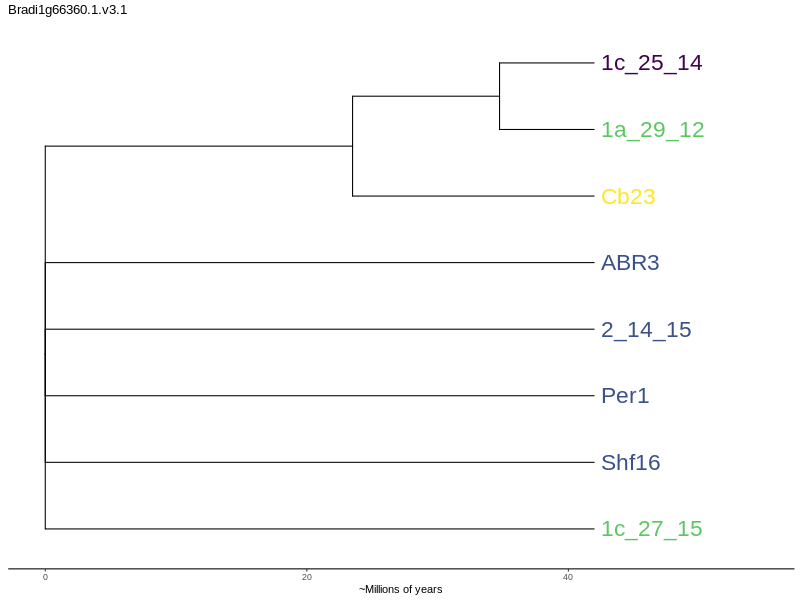 Bradi1g66360.1.v3.1
1c_25_14
1a_29_12
Cb23
ABR3
2_14_15
Per1
Shf16
1c_27_15
0 20 40
~Millions of years